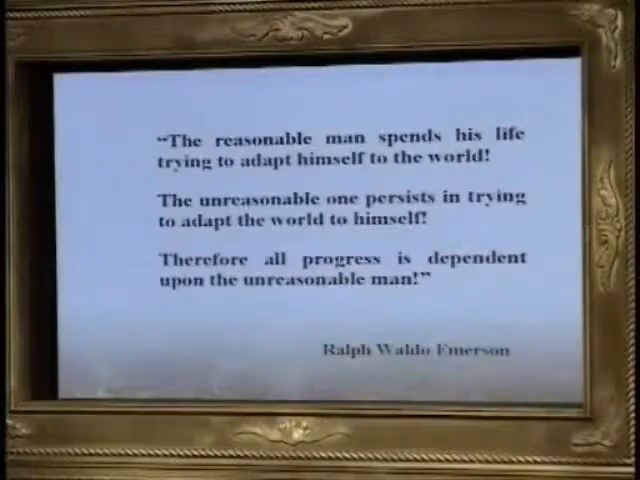 “The reasonable man spends his life
trying to adapt himself to the world!
The unreasonable one persists in trying
to adapt the world to himself!
Therefore all progress is dependent
upon the unreasonable man!”
Ralph Waldo Emerson